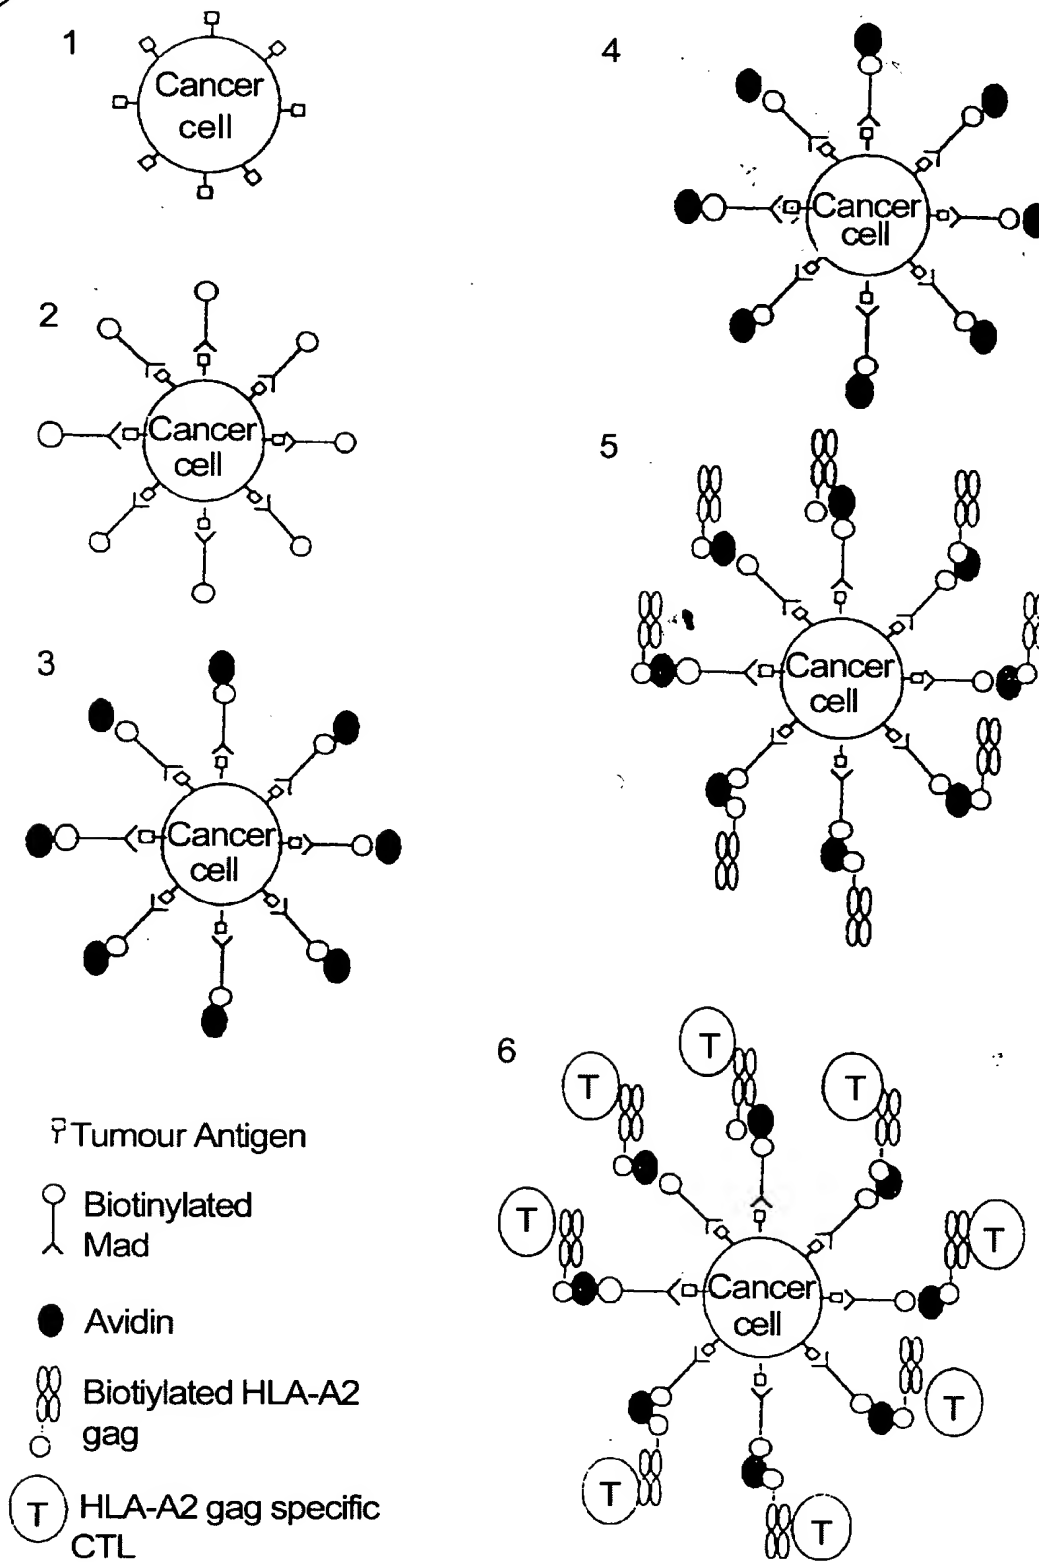 1
Cancer
cell
2
Cancer
cell
3
Cancer
cell
4
Cancer
cell
5
Cancer
cell
6
T
T
T
T
T
T
T
T
Cancer
cell
Tumour Antigen
Biotinylated
Mad
Avidin
Biotiylated HLA-A2
gag
T
HLA-A2 gag specific
CTL